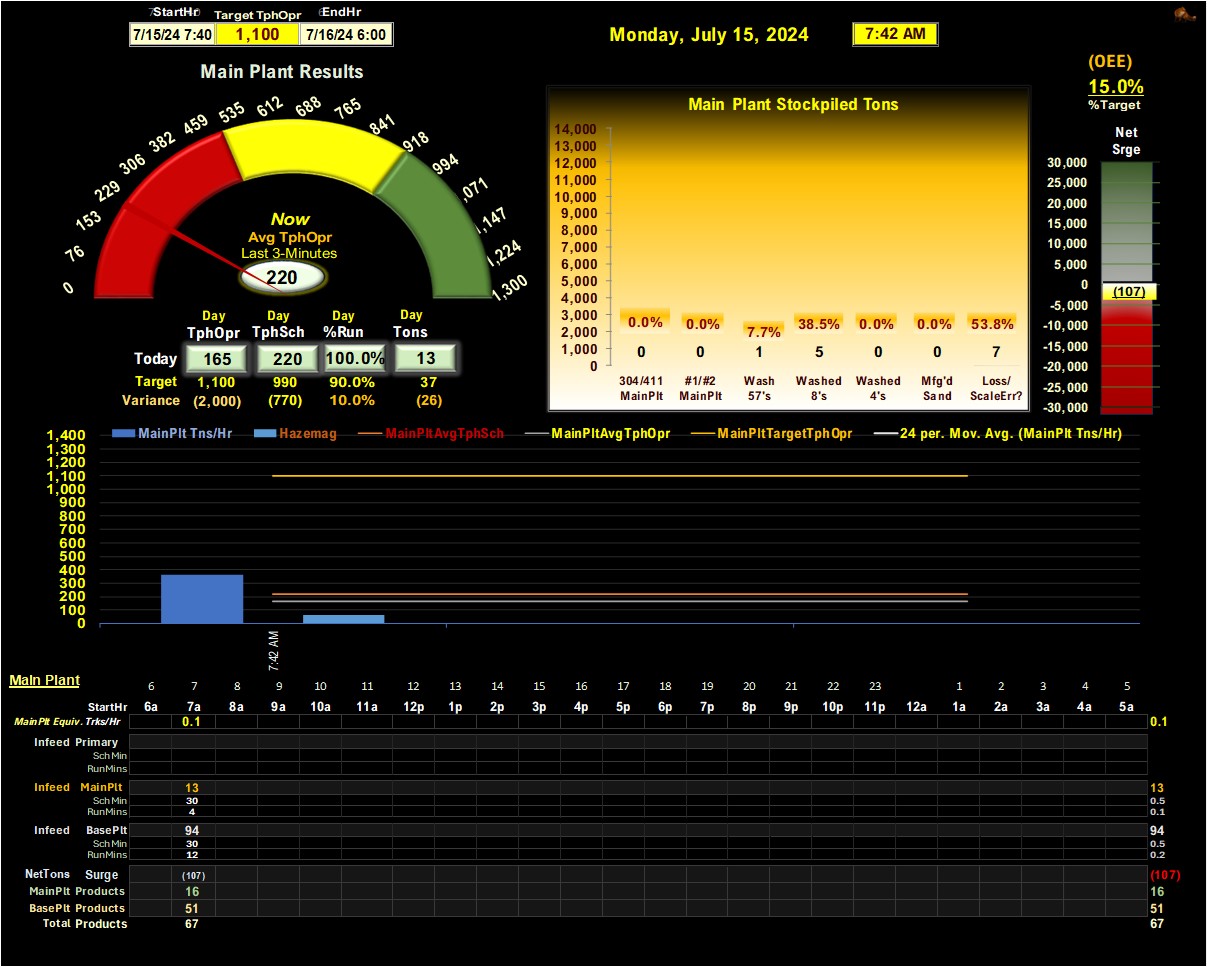 StartHr Target TphOpr EndHr
7/15/24 7:40 1,100 7/16/24 6:00
Monday, July 15, 2024 7:42 AM
(OEE)
15.0%
%Target
Main Plant Results
0 76 153 229 306 382 459 535 612 688 765 841 918 994 ,071 ,147 1,224 1,300
Now
Avg TphOpr
Last 3-Minutes
220
Day Day Day Day
TphOpr TphSch %Run Tons
Today 165 220 100.0% 13
Target 1,100 990 90.0% 37
Variance (2,000) (770) 10.0% (26)
Main Plant Stockpiled Tons
14,000
13,000
12,000
11,000
10,000
9,000
8,000
7,000
6,000
5,000
4,000
3,000
2,000
1,000
0
0.0% 0.0% 7.7% 38.5% 0.0% 0.0% 53.8%
0 0 1 5 0 0 7
304/411 #1/#2 Wash Washed Washed Mfg'd Loss/
MainPlt MainPlt 57's 8's 4's Sand ScaleErr?
Net
Srge
30,000
25,000
20,000
15,000
10,000
5,000
0
(107)
-5,000
-10,000
-15,000
-20,000
-25,000
-30,000
MainPlt Tns/Hr Hazemag MainPltAvgTphSch MainPltAvgTphOpr MainPltTargetTphOpr 24 per. Mov. Avg. (MainPlt Tns/Hr)
1,400
1,300
1,200
1,100
1,000
900
800
700
600
500
400
300
200
100
0
7:42 AM
Main Plant
6 7 8 9 10 11 12 13 14 15 16 17 18 19 20 21 22 23 1 2 3 4 5
StartHr 6a 7a 8a 9a 10a 11a 12p 1p 2p 3p 4p 5p 6p 7p 8p 9p 10p 11p 12a 1a 2a 3a 4a 5a
MainPlt Equiv. Trks/Hr 0.1 0.1
Infeed Primary
SchMin
RunMins
Infeed MainPlt 13 13
SchMin 30 0.5
RunMins 4 0.1
Infeed BasePlt 94 94
SchMin 30 0.5
RunMins 12 0.2
NetTons Surge (107) (107)
MainPlt Products 16 16
BasePlt Products 51 51
Total Products 67 67